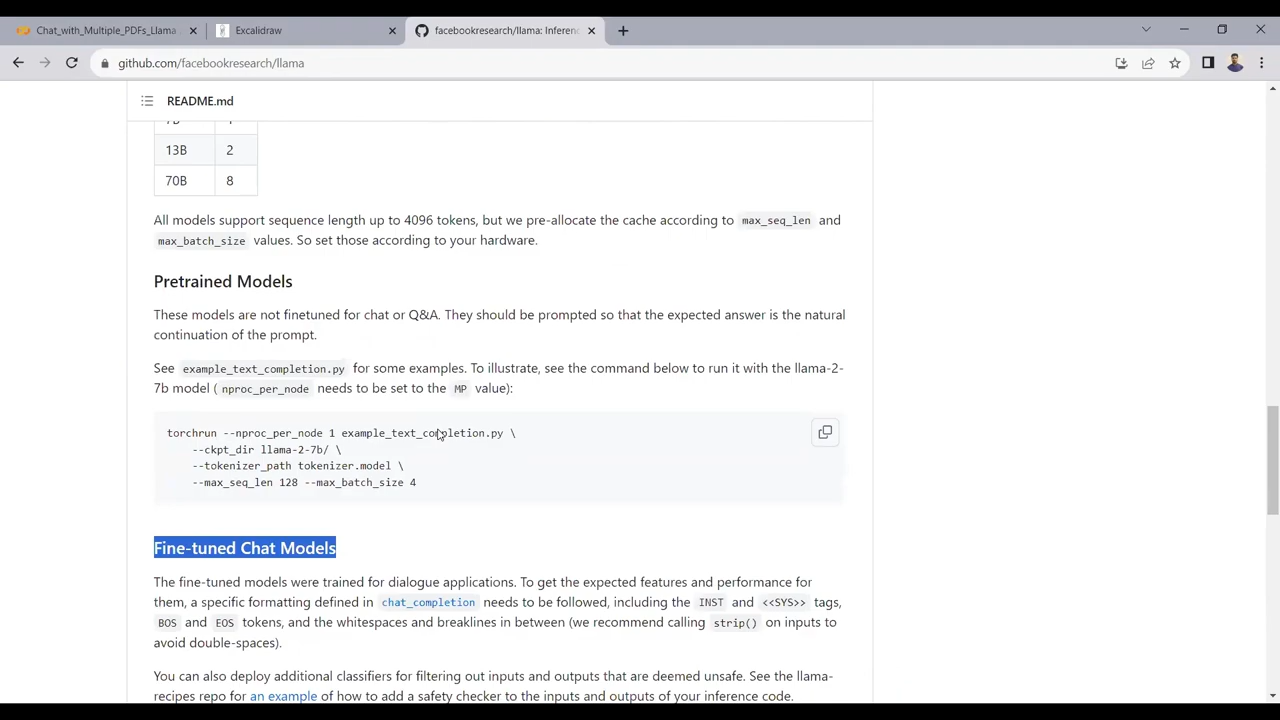 Chat_with_Multiple_PDFs_Llama
Excalidraw
facebookresearch/llama: Inferenc
github.com/facebookresearch/llama
README.md
13B 2
70B 8
All models support sequence length up to 4096 tokens, but we pre-allocate the cache according to max_seq_len and
max_batch_size values. So set those according to your hardware.
Pretrained Models
These models are not finetuned for chat or Q&A. They should be prompted so that the expected answer is the natural
continuation of the prompt.
See example_text_completion.py for some examples. To illustrate, see the command below to run it with the llama-2-
7b model ( nproc_per_node needs to be set to the MP value):
torchrun --nproc_per_node 1 example_text_completion.py \
--ckpt_dir llama-2-7b/ \
--tokenizer_path tokenizer.model \
--max_seq_len 128 --max_batch_size 4
Fine-tuned Chat Models
The fine-tuned models were trained for dialogue applications. To get the expected features and performance for
them, a specific formatting defined in chat_completion needs to be followed, including the INST and <<SYS>> tags,
BOS and EOS tokens, and the whitespaces and breaklines in between (we recommend calling strip() on inputs to
avoid double-spaces).
You can also deploy additional classifiers for filtering out inputs and outputs that are deemed unsafe. See the llama-
recipes repo for an example of how to add a safety checker to the inputs and outputs of your inference code.